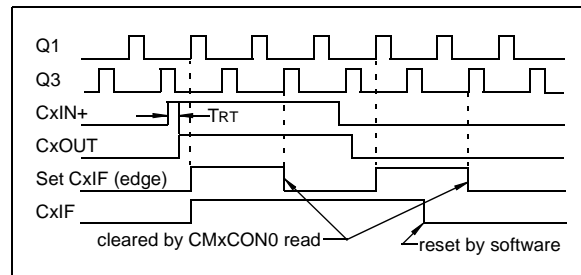 Q1
Q3
CxIN+
TRT
CxOUT
Set CxIF (edge)
CxIF
cleared by CMxCON0 read
reset by software